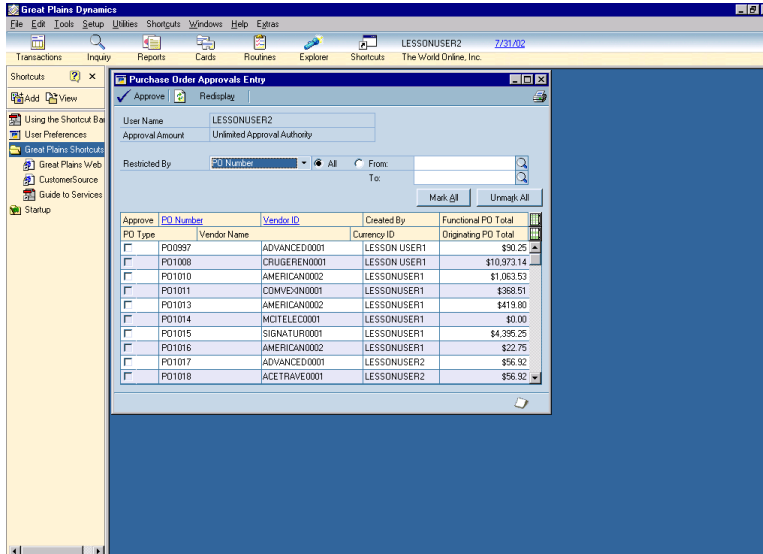 Great Plains Dynamics
File Edit Tools Setup Utilities Shortcuts Windows Help Extras
Transactions Inquiry Reports Cards Routines Explorer Shortcuts
LESSONUSER2 7/31/02
The World Online, Inc.
Shortcuts
Add View
Using the Shortcut Bar
User Preferences
Great Plains Shortcuts
Great Plains Web
CustomerSource
Guide to Services
Startup
Purchase Order Approvals Entry
Approve Redisplay
User Name LESSONUSER2
Approval Amount Unlimited Approval Authority
Restricted By PO Number All From:
To:
Mark All Unmark All
Approve PO Number Vendor ID Created By Functional PO Total
PO Type Vendor Name Currency ID Originating PO Total
PO0997 ADVANCED0001 LESSON USER1 $90.25
PO1008 CRUGEREN0001 LESSON USER1 $10,973.14
PO1010 AMERICAN0002 LESSONUSER1 $1,063.53
PO1011 COMVEXIN0001 LESSONUSER1 $368.51
PO1013 AMERICAN0002 LESSONUSER1 $419.80
PO1014 MCITELEC0001 LESSONUSER1 $0.00
PO1015 SIGNATUR0001 LESSONUSER1 $4,395.25
PO1016 AMERICAN0002 LESSONUSER1 $22.75
PO1017 ADVANCED0001 LESSONUSER2 $56.92
PO1018 ACETRAVE0001 LESSONUSER2 $56.92